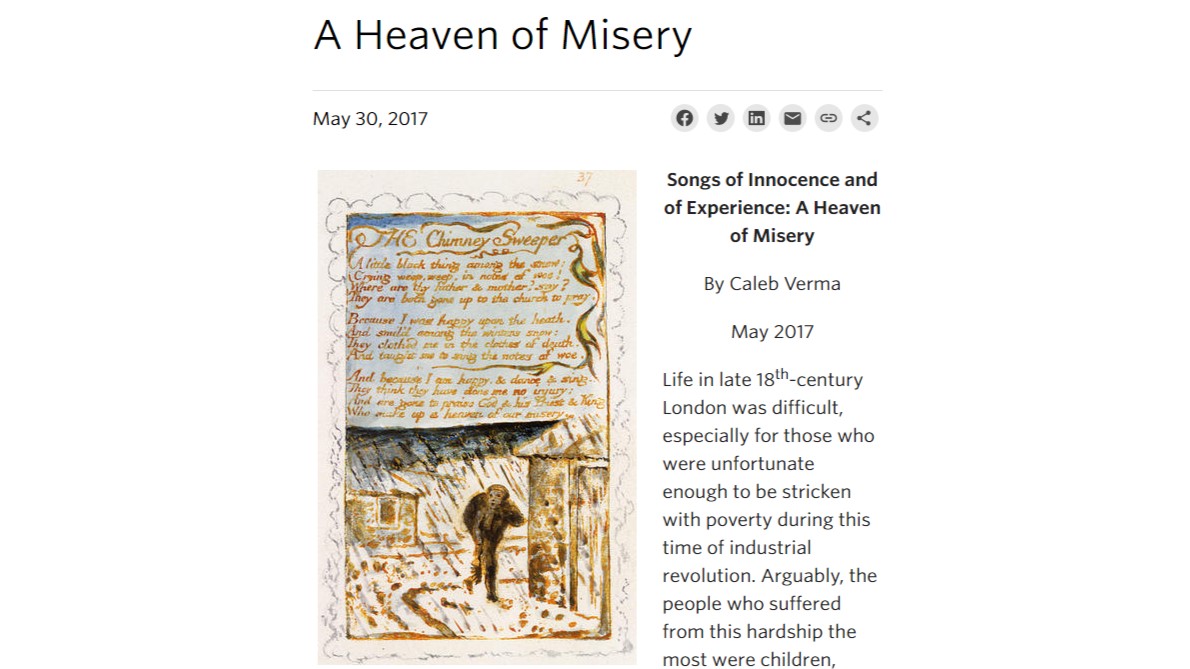 A Heaven of Misery
May 30, 2017
37
THE Chimney Sweeper
A little black thing among the snow:
Crying weep, weep, in notes of woe!
Where are thy father & mother? say?
They are both gone up to the church to pray.
Because I was happy upon the heath.
And smil'd among the winters snow:
They clothed me in the clothes of death.
And taught me to sing the notes of woe.
And because I am happy. & dance & sing.
They think they have done me no injury:
And are gone to praise God & his Priest & King
Who make up a heaven of our misery.
Songs of Innocence and
of Experience: A Heaven
of Misery
By Caleb Verma
May 2017
Life in late 18th-century
London was difficult,
especially for those who
were unfortunate
enough to be stricken
with poverty during this
time of industrial
revolution. Arguably, the
people who suffered
from this hardship the
most were children,